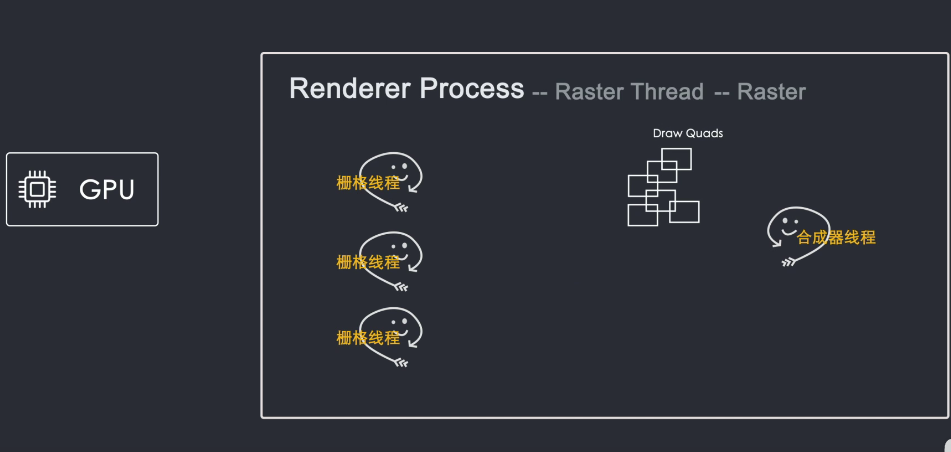 Renderer Process -- Raster Thread -- Raster
Draw Quads
GPU
栅格线程
合成器线程
栅格线程
栅格线程